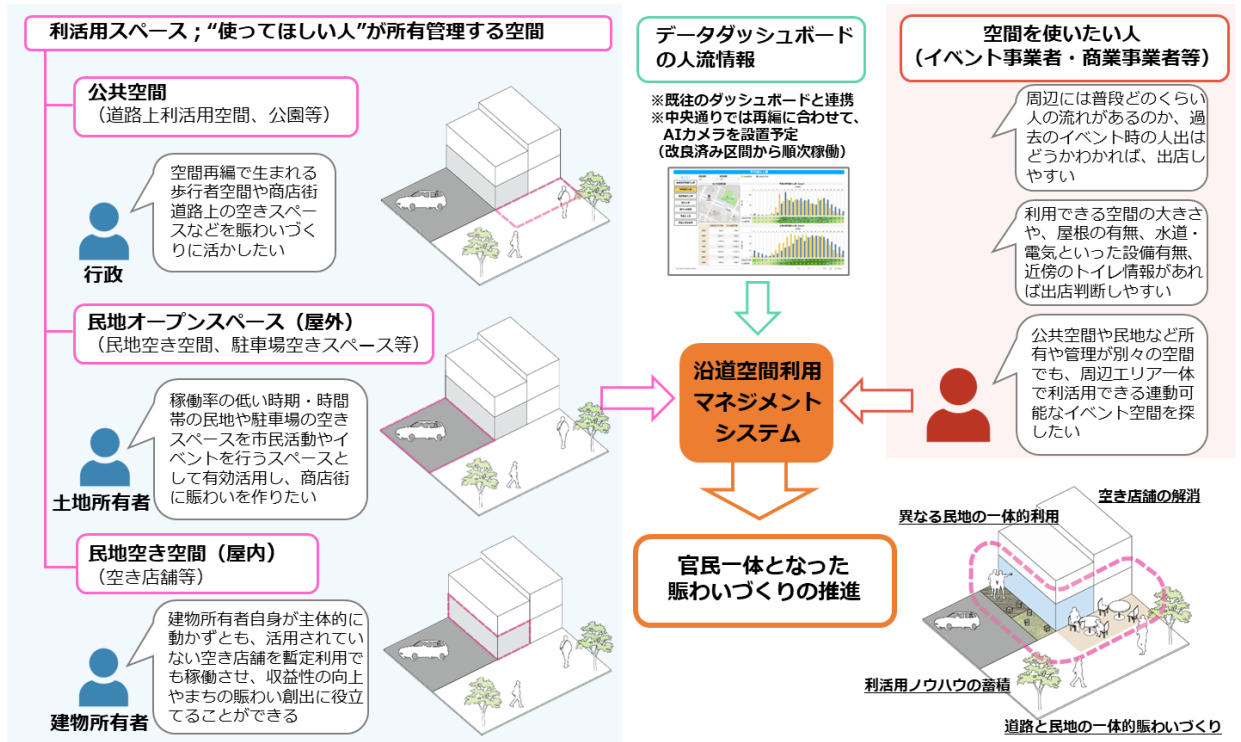 利活用スペース；“使ってほしい人”が所有管理する空間
公共空間
（道路上利活用空間、公園等）
空間再編で生まれる
歩行者空間や商店街
道路上の空きスペー
スなどを賑わいづく
りに活かしたい
行政
民地オープンスペース（屋外）
（民地空き空間、駐車場空きスペース等）
稼働率の低い時期・時間
帯の民地や駐車場の空き
スペースを市民活動やイ
ベントを行うスペースと
して有効活用し、商店街
に賑わいを作りたい
土地所有者
民地空き空間（屋内）
（空き店舗等）
建物所有者自身が主体的に
動かずとも、活用されてい
ない空き店舗を暫定利用で
も稼働させ、収益性の向上
やまちの賑わい創出に役立
てることができる
建物所有者
データダッシュボード
の人流情報
※既往のダッシュボードと連携
※中央通りでは再編に合わせて、
AIカメラを設置予定
（改良済み区間から順次稼働）
沿道空間利用
マネジメント
システム
官民一体となった
賑わいづくりの推進
空間を使いたい人
（イベント事業者・商業事業者等）
周辺には普段どのくらい
人の流れがあるのか、過
去のイベント時の人出は
どうかわかれば、出店し
やすい
利用できる空間の大きさ
や、屋根の有無、水道・
電気といった設備有無、
近傍のトイレ情報があれ
ば出店判断しやすい
公共空間や民地など所
有や管理が別々の空間
でも、周辺エリア一体
で利活用できる連動可
能なイベント空間を探
したい
空き店舗の解消
異なる民地の一体的利用
利活用ノウハウの蓄積
道路と民地の一体的賑わいづくり